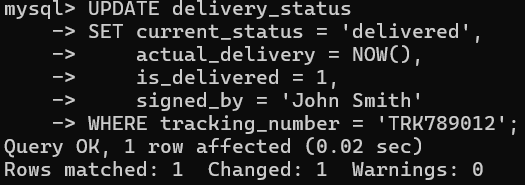 mysql> UPDATE delivery_status
    -> SET current_status = 'delivered',
    ->     actual_delivery = NOW(),
    ->     is_delivered = 1,
    ->     signed_by = 'John Smith'
    -> WHERE tracking_number = 'TRK789012';
Query OK, 1 row affected (0.02 sec)
Rows matched: 1  Changed: 1  Warnings: 0